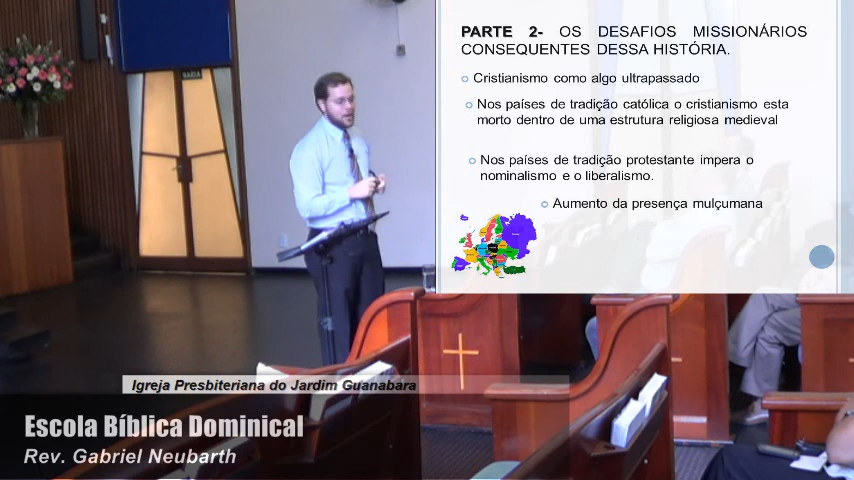 PARTE 2- OS DESAFIOS MISSIONÁRIOS
CONSEQUENTES DESSA HISTÓRIA.
Cristianismo como algo ultrapassado
Nos países de tradição católica o cristianismo esta
morto dentro de uma estrutura religiosa medieval
Nos países de tradição protestante impera o
nominalismo e o liberalismo.
Aumento da presença mulçumana
SAÍDA
Igreja Presbiteriana do Jardim Guanabara
Escola Bíblica Dominical
Rev. Gabriel Neubarth